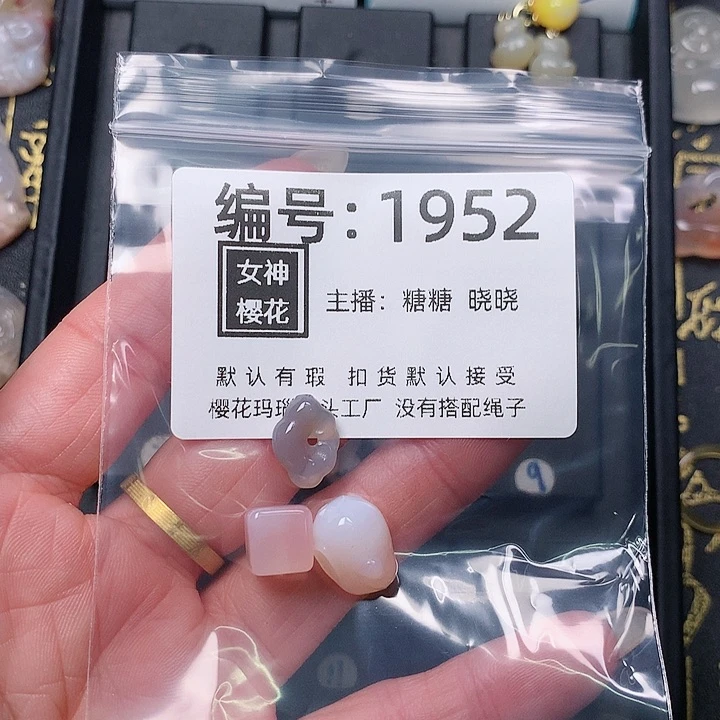 编号：1952
女神
樱花
主播：糖糖 晓晓
默认有瑕 扣货默认接受
樱花玛瑙 头工厂 没有搭配绳子
9